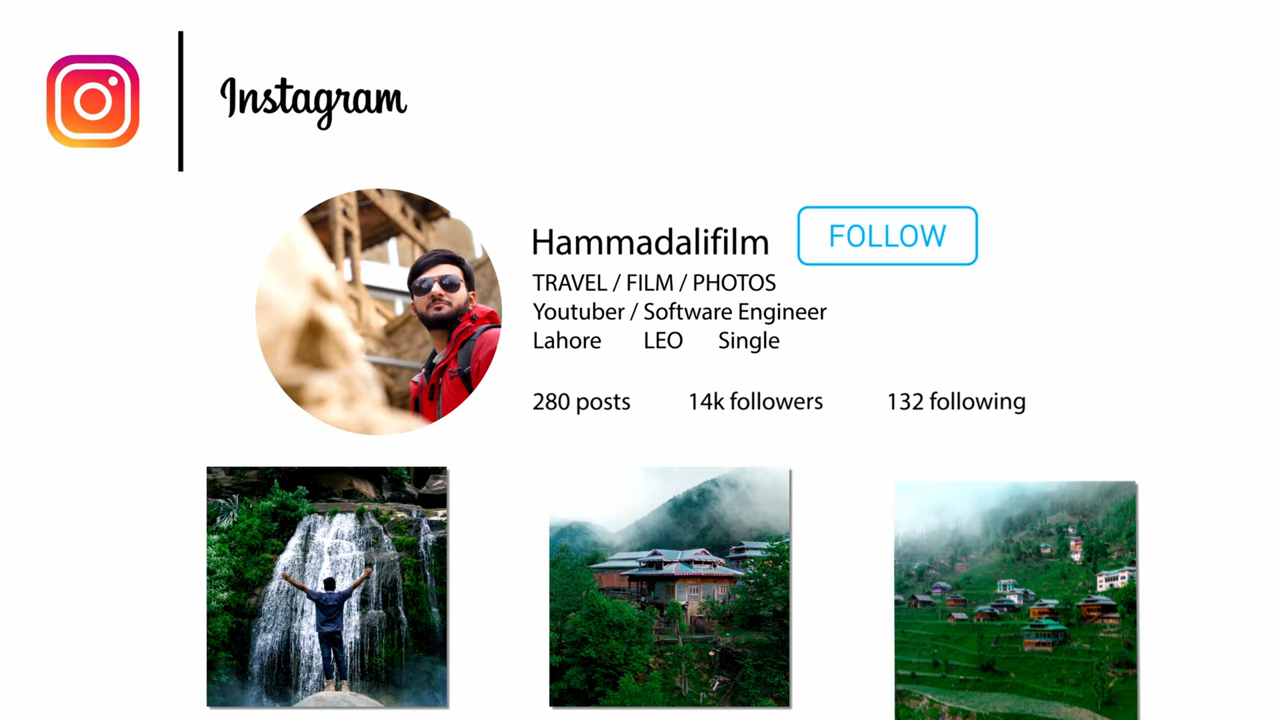 Instagram
Hammadalifilm
FOLLOW
TRAVEL / FILM / PHOTOS
Youtuber / Software Engineer
Lahore LEO Single
280 posts 14k followers 132 following